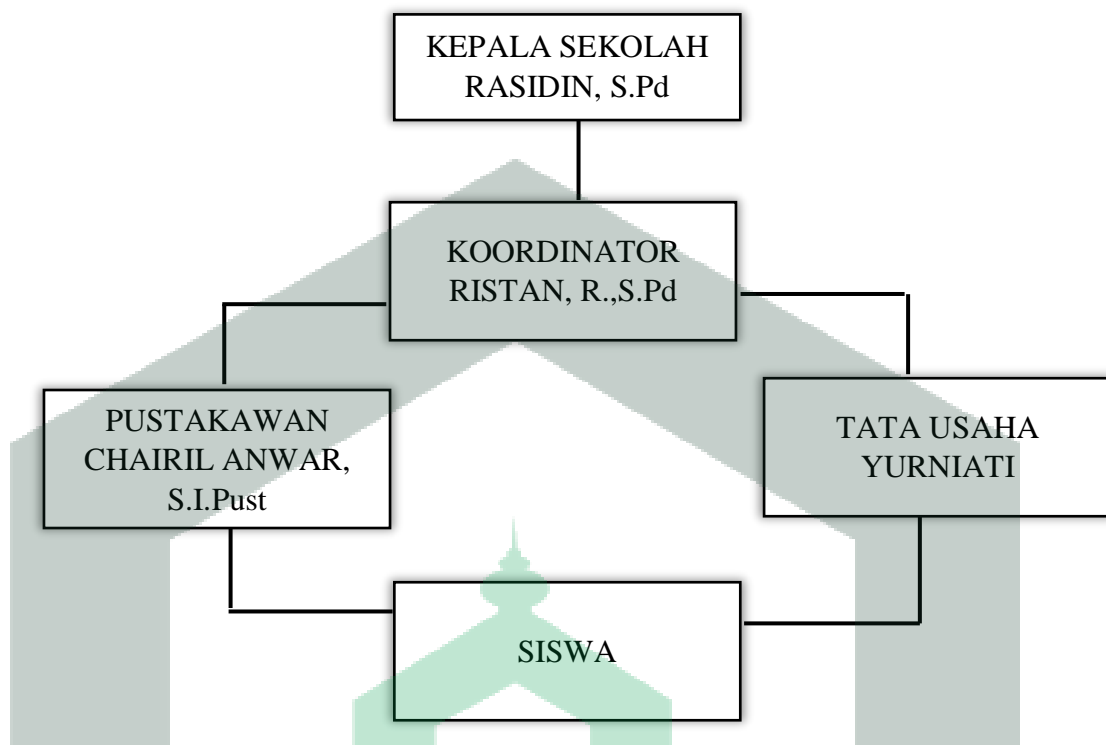 KEPALA SEKOLAH
RASIDIN, S.Pd
KOORDINATOR
RISTAN, R.,S.Pd
PUSTAKAWAN
CHAIRIL ANWAR,
S.I.Pust
TATA USAHA
YURNIATI
SISWA